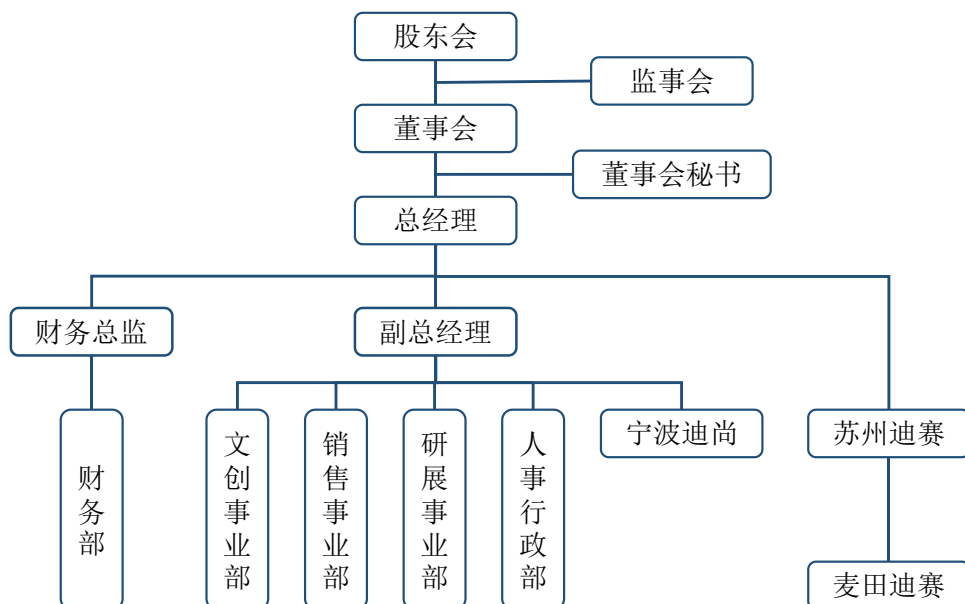 股东会
监事会
董事会
董事会秘书
总经理
财务总监
副总经理
财务部
文创事业部
销售事业部
研展事业部
人事行政部
宁波迪尚
苏州迪赛
麦田迪赛